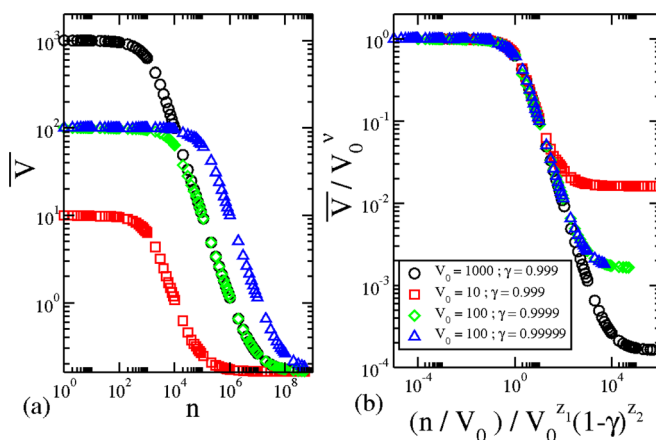 10³
10²
10¹
10⁰
V̅
10⁰ 10² 10⁴ 10⁶ 10⁸
(a) n
10⁰
10⁻¹
10⁻²
10⁻³
10⁻⁴
V̅ / V₀^ν
V₀ = 1000 ; γ = 0.999
V₀ = 10 ; γ = 0.999
V₀ = 100 ; γ = 0.9999
V₀ = 100 ; γ = 0.99999
10⁻⁴ 10⁰ 10⁴
(b) (n / V₀) / V₀^z₁ (1-γ)^z₂